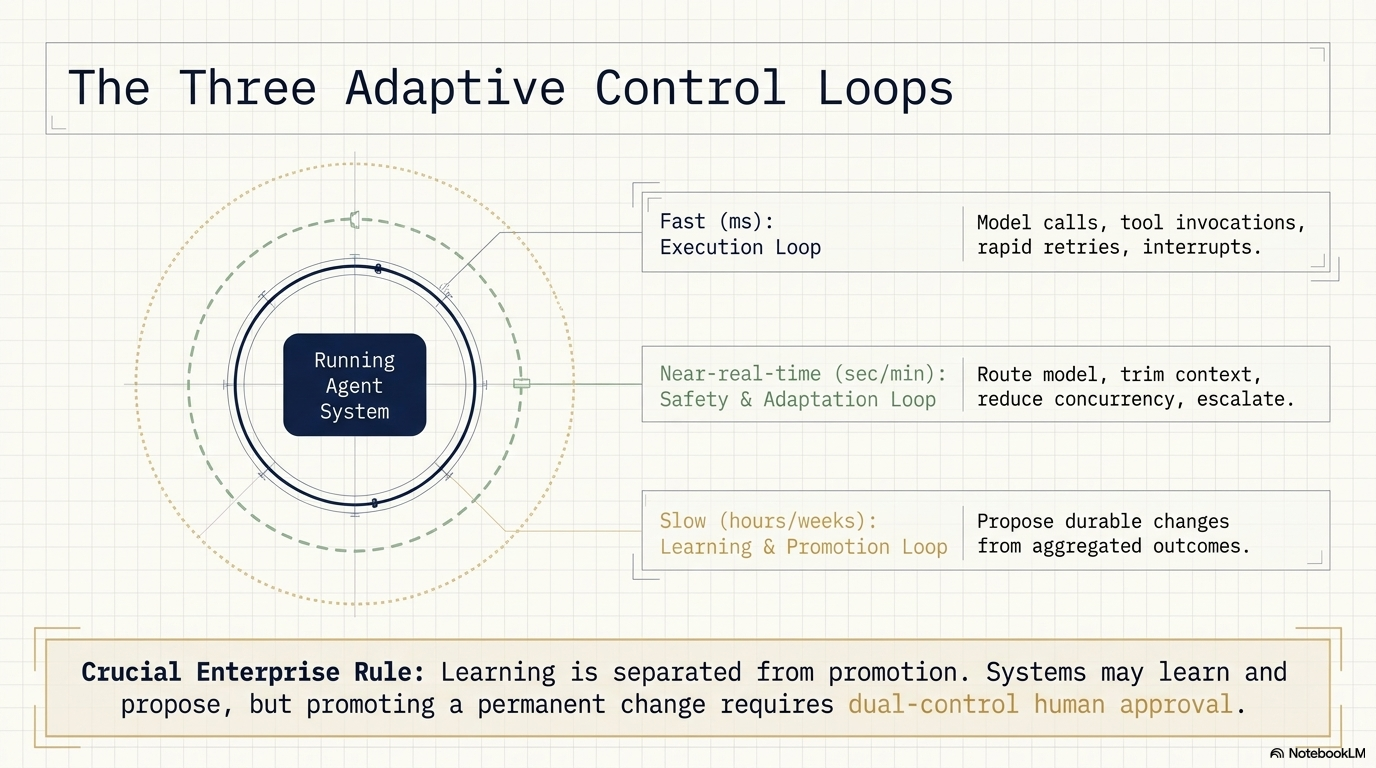 The Three Adaptive Control Loops
Running
Agent
System
Fast (ms):
Execution Loop
Model calls, tool invocations,
rapid retries, interrupts.
Near-real-time (sec/min):
Safety & Adaptation Loop
Route model, trim context,
reduce concurrency, escalate.
Slow (hours/weeks):
Learning & Promotion Loop
Propose durable changes
from aggregated outcomes.
Crucial Enterprise Rule: Learning is separated from promotion. Systems may learn and
propose, but promoting a permanent change requires dual-control human approval.
NotebookLM